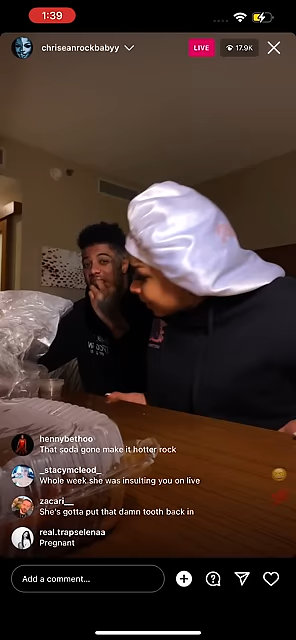 1:39
chriseanrockbabyy
LIVE
17.9K
hennybethoo
That soda gone make it hotter rock
_stacymcleod_
Whole week she was insulting you on live
zacari__
She's gotta put that damn tooth back in
real.trapselenaa
Pregnant
Add a comment...